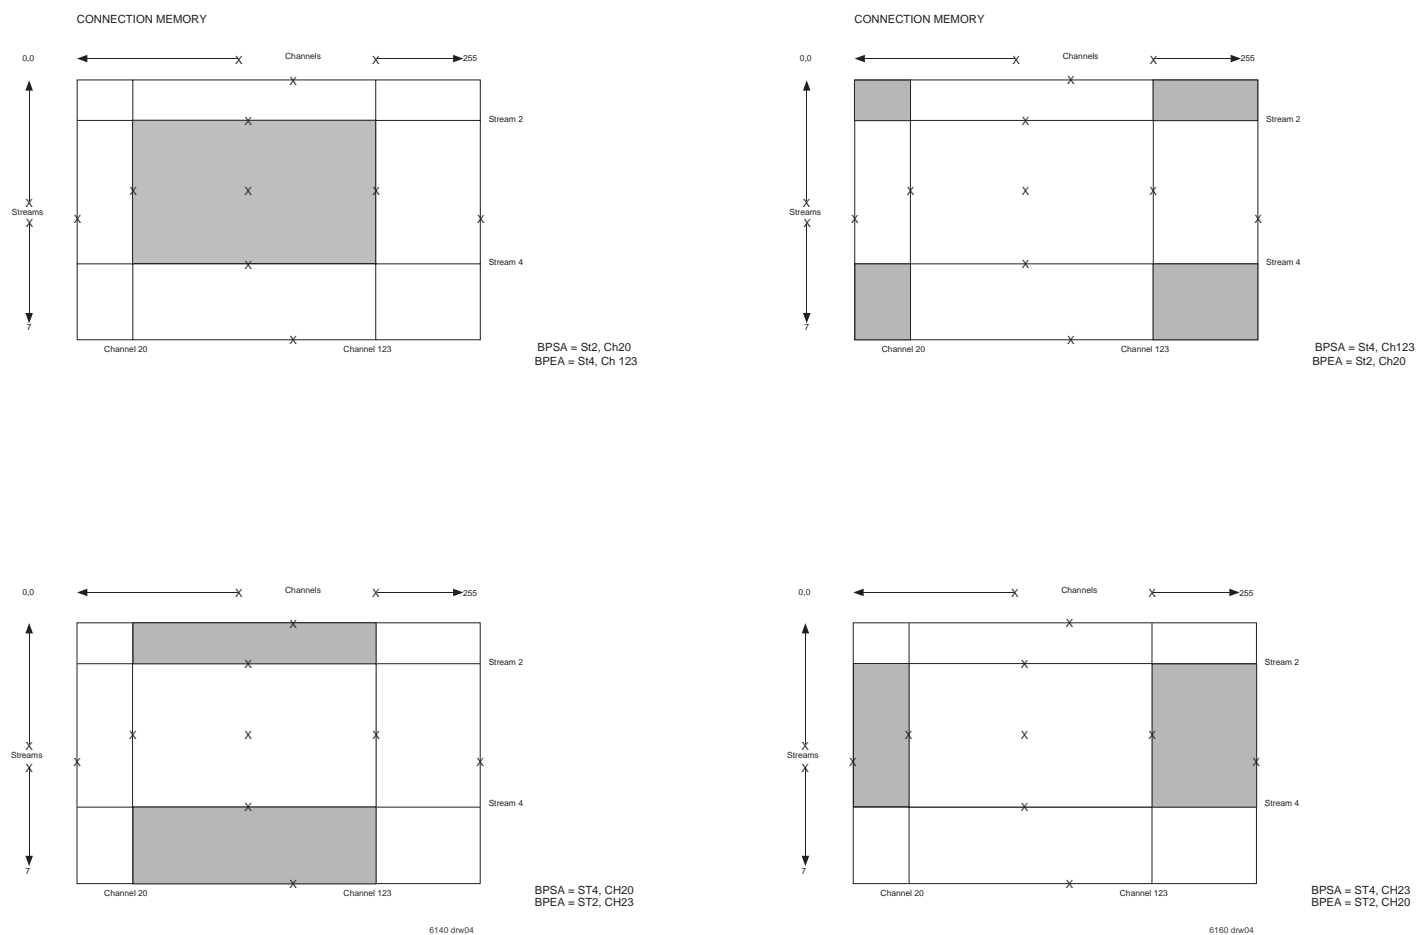 CONNECTION MEMORY
0,0
X
Channels
X
255
X
Stream 2
X
X
X
X
X
Streams
X
X
X
Stream 4
X
7
X
Channel 20
Channel 123
BPSA = St2, Ch20
BPEA = St4, Ch 123
CONNECTION MEMORY
0,0
X
Channels
X
255
X
Stream 2
X
X
X
X
X
Streams
X
X
X
Stream 4
X
7
X
Channel 20
Channel 123
BPSA = St4, Ch123
BPEA = St2, Ch20
0,0
X
Channels
X
255
X
Stream 2
X
X
X
X
X
Streams
X
X
X
Stream 4
X
7
X
Channel 20
Channel 123
BPSA = ST4, CH20
BPEA = ST2, CH23
6140 drw04
0,0
X
Channels
X
255
X
Stream 2
X
X
X
X
X
Streams
X
X
X
Stream 4
X
7
X
Channel 20
Channel 123
BPSA = ST4, CH23
BPEA = ST2, CH20
6160 drw04